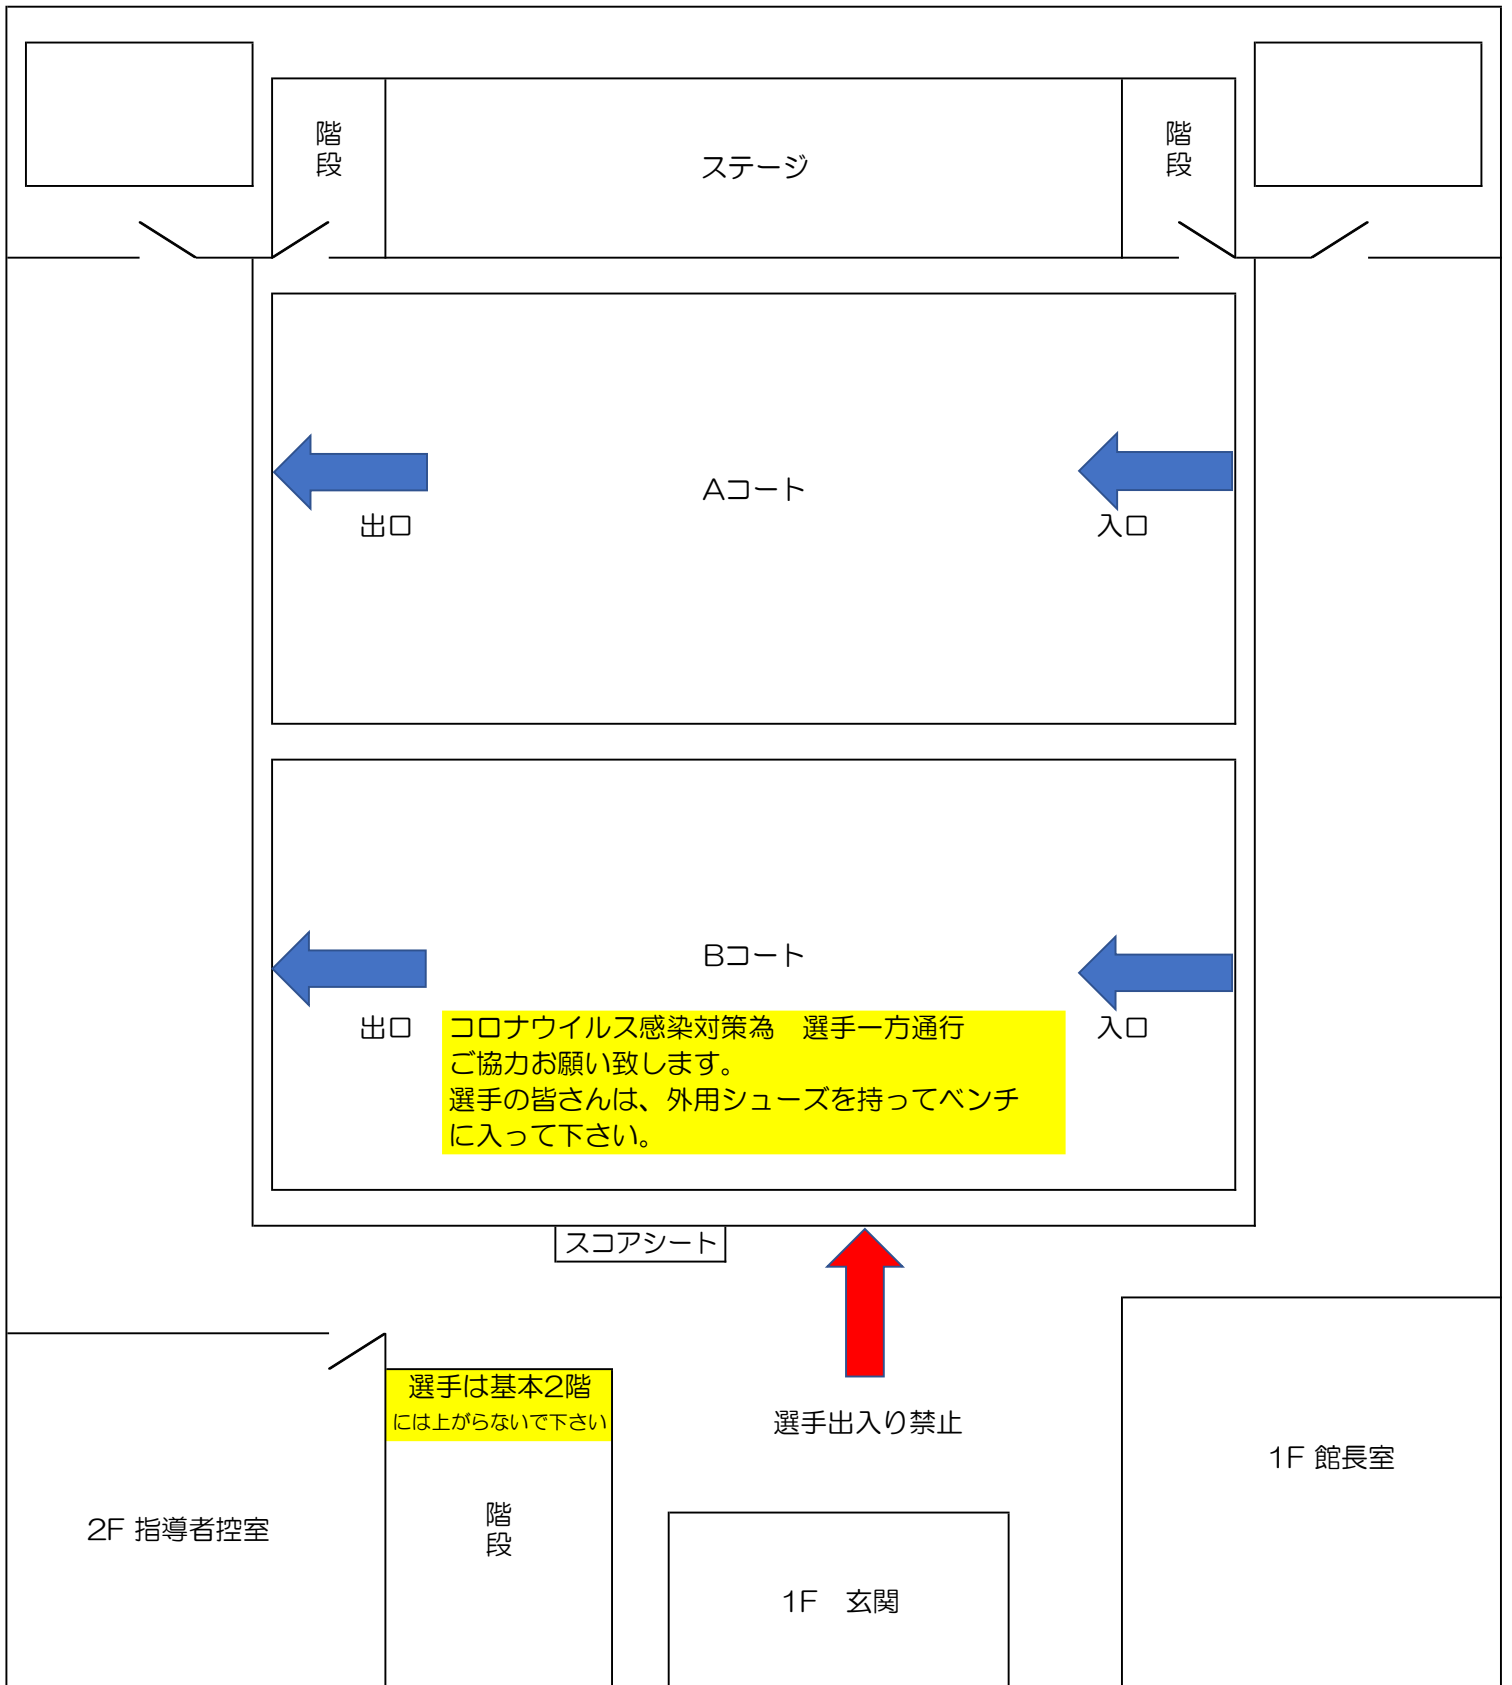 階段
ステージ
階段
Aコート
出口
入口
Bコート
出口
入口
コロナウイルス感染対策為　選手一方通行
ご協力お願い致します。
選手の皆さんは、外用シューズを持ってベンチ
に入って下さい。
スコアシート
選手は基本2階
には上がらないで下さい
選手出入り禁止
1F 館長室
2F 指導者控室
階段
1F　玄関